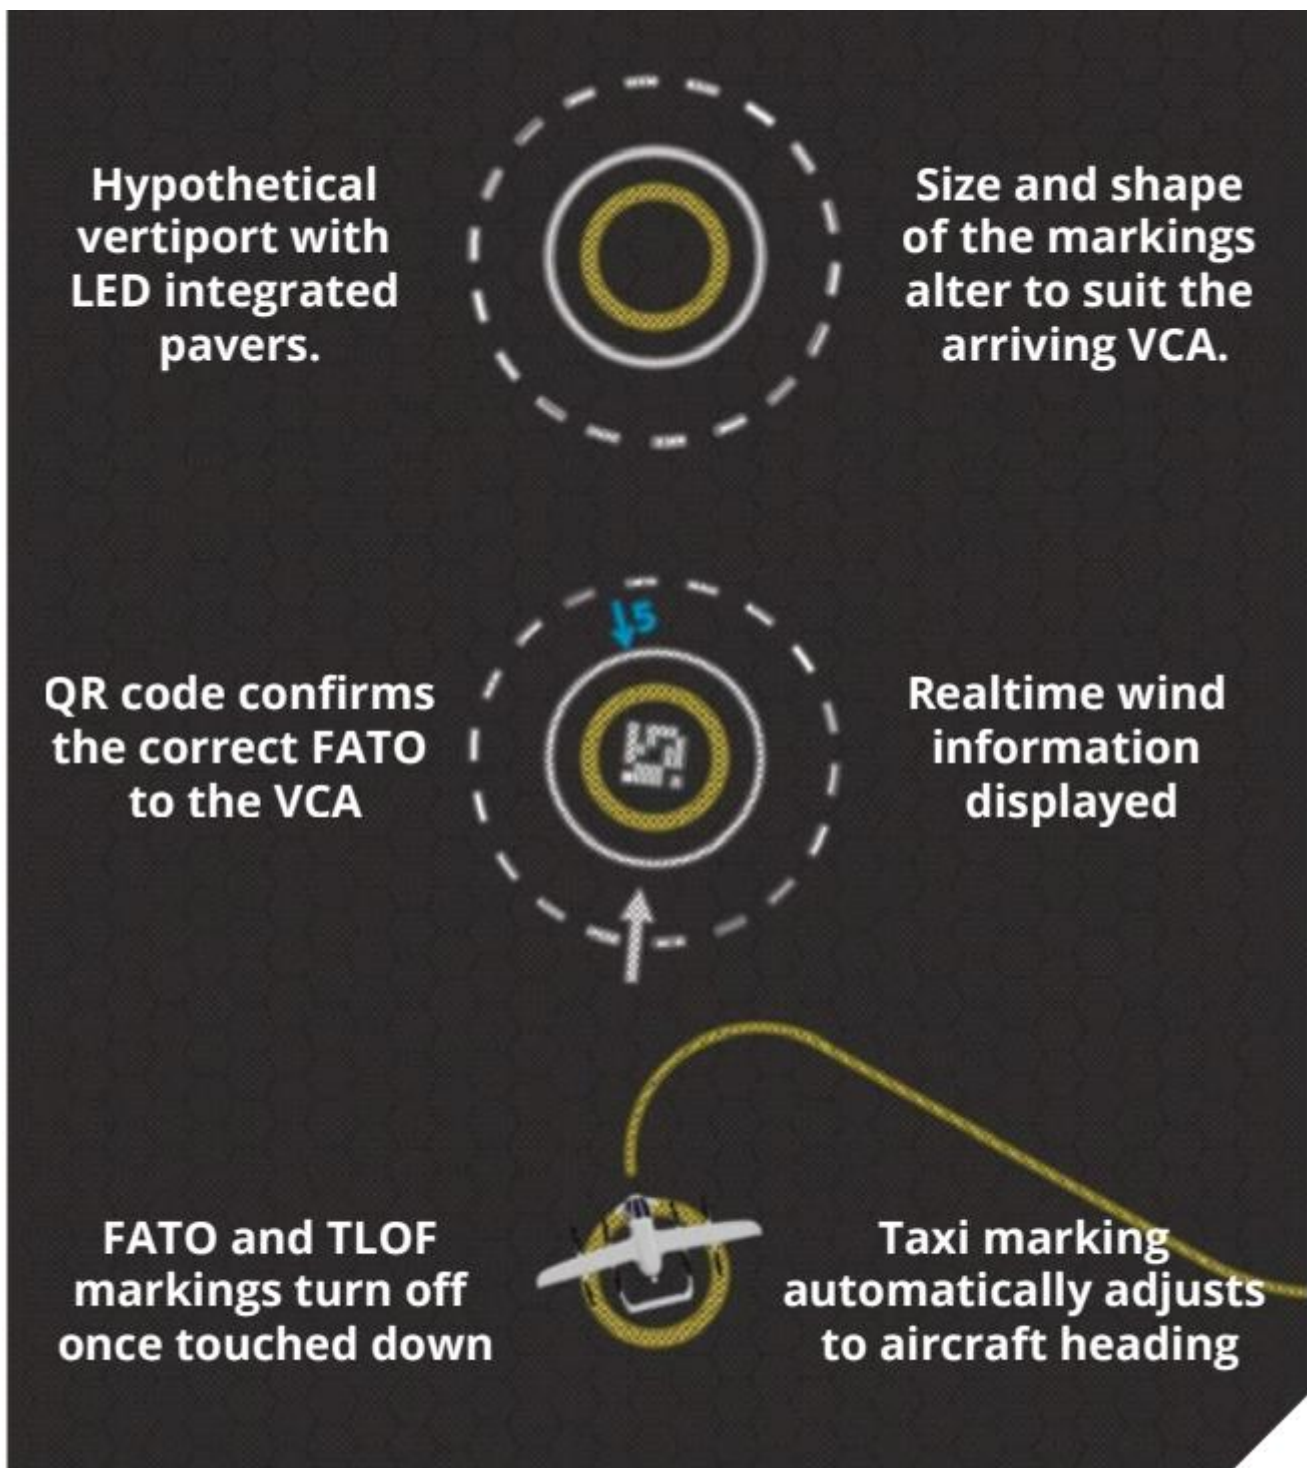 Hypothetical
vertiport with
LED integrated
pavers.
Size and shape
of the markings
alter to suit the
arriving VCA.
5
QR code confirms
the correct FATO
to the VCA
Realtime wind
information
displayed
FATO and TLOF
markings turn off
once touched down
Taxi marking
automatically adjusts
to aircraft heading